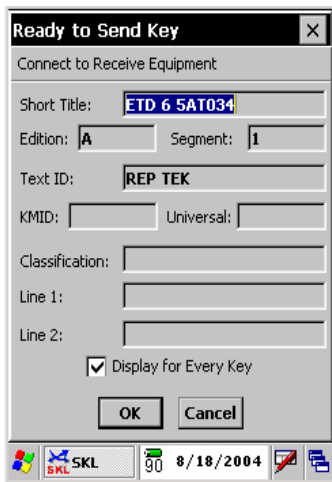 Ready to Send Key
Connect to Receive Equipment
Short Title: ETD 6 5AT034
Edition: A Segment: 1
Text ID: REP TEK
KMID: Universal:
Classification:
Line 1:
Line 2:
Display for Every Key
OK Cancel
SKL SKL 90 8/18/2004